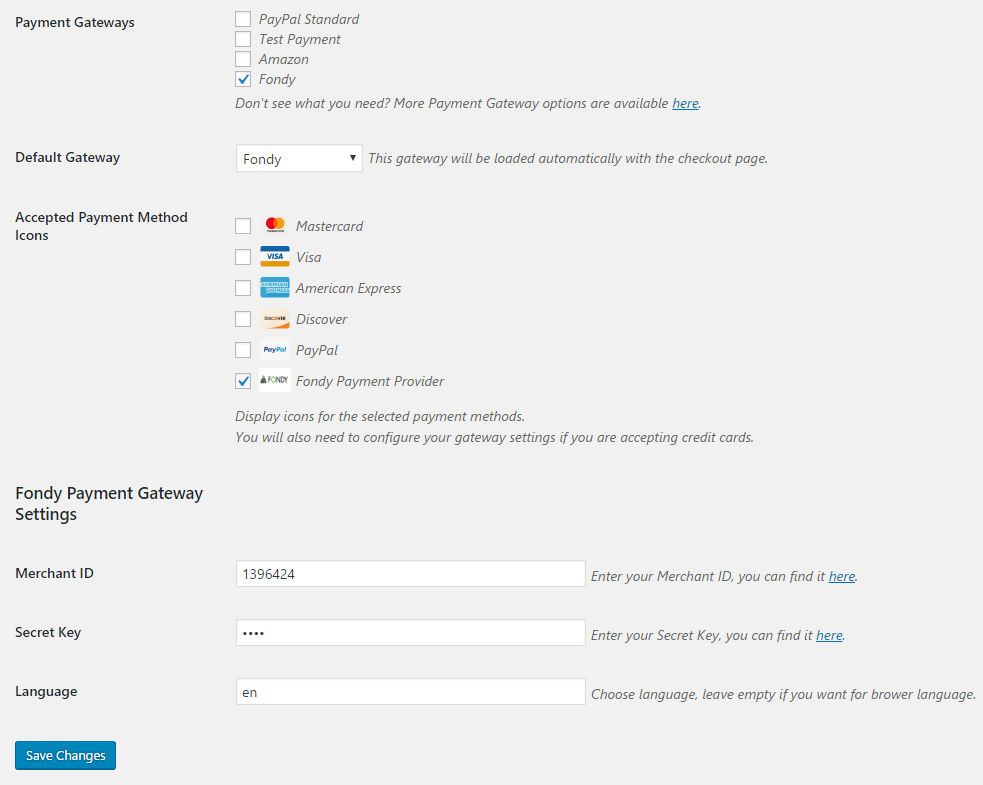 Payment Gateways
PayPal Standard
Test Payment
Amazon
Fondy
Don't see what you need? More Payment Gateway options are available here.
Default Gateway
Fondy
This gateway will be loaded automatically with the checkout page.
Accepted Payment Method
Icons
Mastercard
VISA
Visa
AMERICAN
EXPRESS
American Express
DISCOVER
Discover
PayPal
PayPal
FONDY
Fondy Payment Provider
Display icons for the selected payment methods.
You will also need to configure your gateway settings if you are accepting credit cards.
Fondy Payment Gateway
Settings
Merchant ID
1396424
Enter your Merchant ID, you can find it here.
Secret Key
••••
Enter your Secret Key, you can find it here.
Language
en
Choose language, leave empty if you want for brower language.
Save Changes